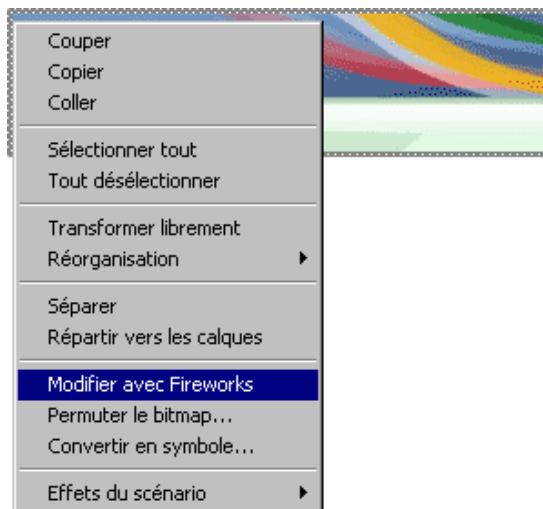 Couper
Copier
Coller
Sélectionner tout
Tout désélectionner
Transformer librement
Réorganisation
Séparer
Répartir vers les calques
Modifier avec Fireworks
Permuter le bitmap...
Convertir en symbole...
Effets du scénario